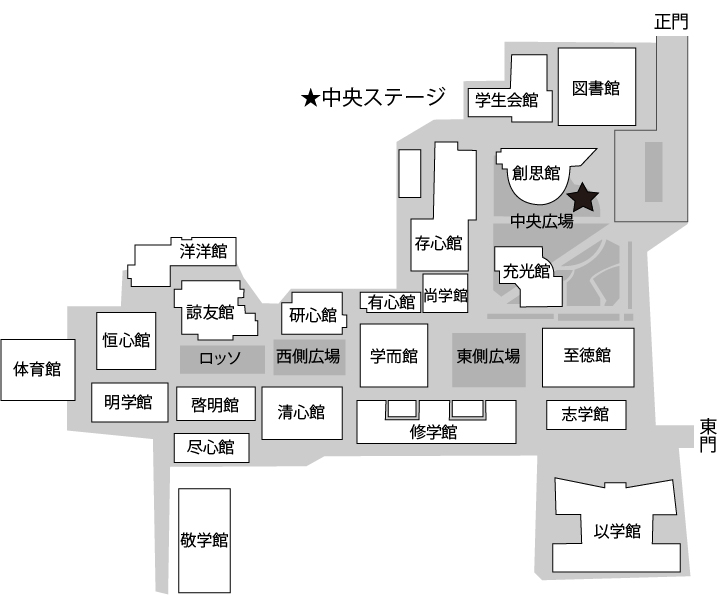 正門
★中央ステージ
学生会館
図書館
創思館
中央広場
存心館
洋洋館
充光館
尚学館
有心館
諒友館
研心館
恒心館
ロッソ
西側広場
学而館
東側広場
至徳館
体育館
明学館
啓明館
清心館
修学館
志学館
東門
尽心館
敬学館
以学館